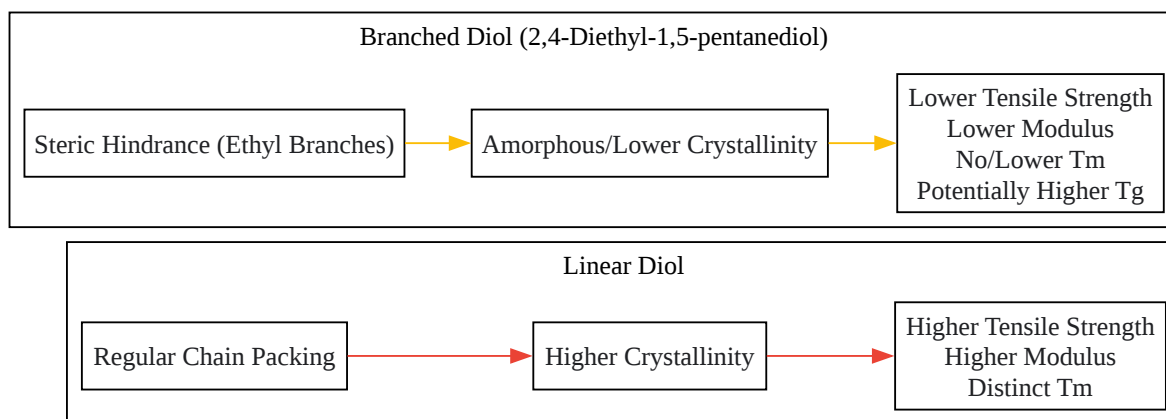 Branched Diol (2,4-Diethyl-1,5-pentanediol)
Steric Hindrance (Ethyl Branches)
Amorphous/Lower Crystallinity
Lower Tensile Strength
Lower Modulus
No/Lower Tm
Potentially Higher Tg
Linear Diol
Regular Chain Packing
Higher Crystallinity
Higher Tensile Strength
Higher Modulus
Distinct Tm